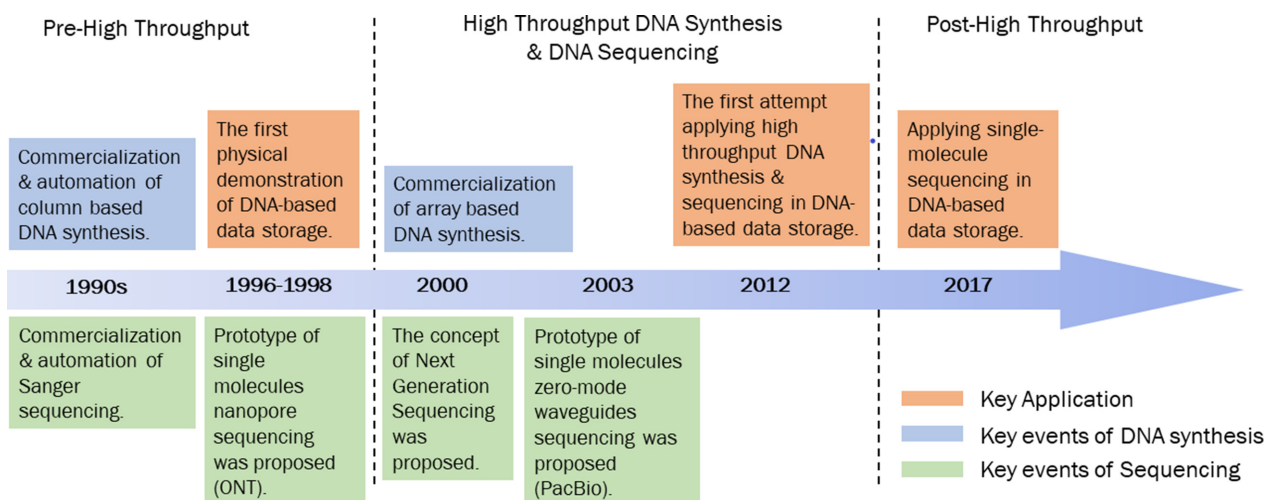 Pre-High Throughput
High Throughput DNA Synthesis
& DNA Sequencing
Post-High Throughput
Commercialization
& automation of
column based
DNA synthesis.
The first
physical
demonstration
of DNA-based
data storage.
Commercialization
of array based
DNA synthesis.
The first attempt
applying high
throughput DNA
synthesis &
sequencing in DNA-
based data storage.
Applying single-
molecule
sequencing in
DNA-based
data storage.
1990s
1996-1998
2000
2003
2012
2017
Commercialization
& automation of
Sanger
sequencing.
Prototype of
single
molecules
nanopore
sequencing
was proposed
(ONT).
The concept
of Next
Generation
Sequencing
was
proposed.
Prototype of
single molecules
zero-mode
waveguides
sequencing was
proposed
(PacBio).
Key Application
Key events of DNA synthesis
Key events of Sequencing